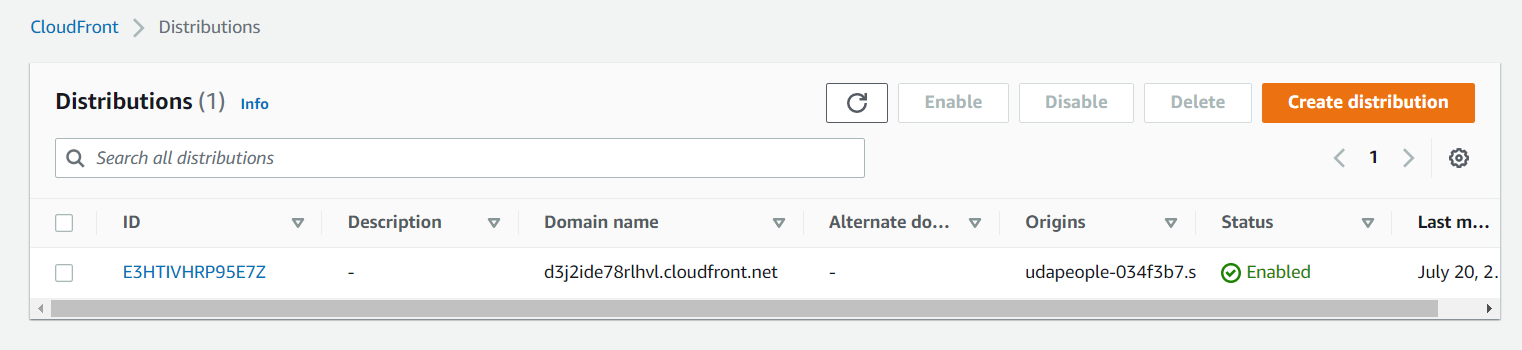 CloudFront > Distributions
Distributions (1) Info Enable Disable Delete Create distribution
Search all distributions 1
ID Description Domain name Alternate do... Origins Status Last m...
E3HTIVHRP95E7Z - d3j2ide78rlhvl.cloudfront.net - udapeople-034f3b7.s Enabled July 20, 2.